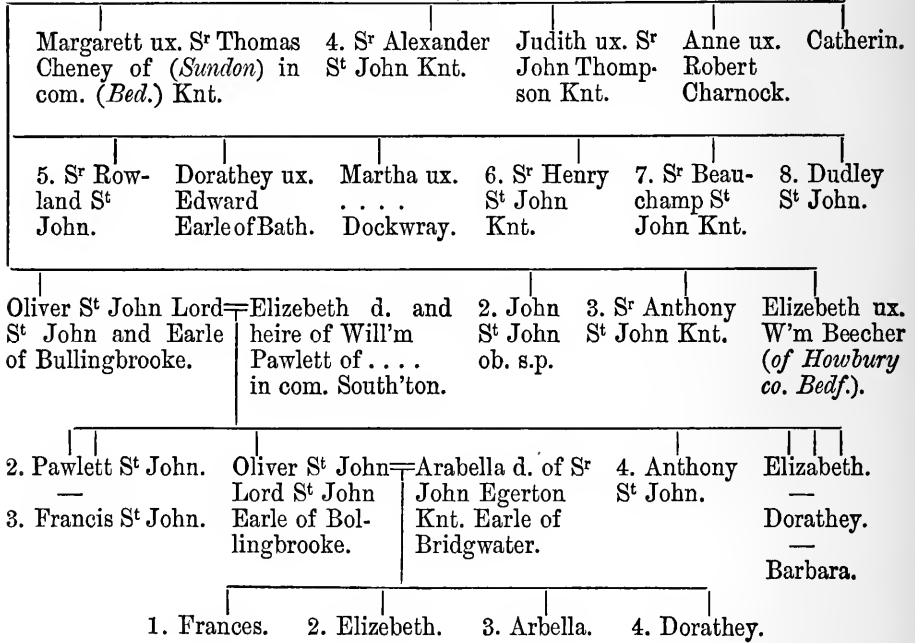 Margarett ux. Sʳ Thomas
Cheney of (Sundon) in
com. (Bed.) Knt.
4. Sʳ Alexander
Sᵗ John Knt.
Judith ux. Sʳ
John Thomp-
son Knt.
Anne ux.
Robert
Charnock.
Catherin.
5. Sʳ Row-
land Sᵗ
John.
Dorathey ux.
Edward
Earle of Bath.
Martha ux.
. . . .
Dockwray.
6. Sʳ Henry
Sᵗ John
Knt.
7. Sʳ Beau-
champ Sᵗ
John Knt.
8. Dudley
Sᵗ John.
Oliver Sᵗ John Lord
Sᵗ John and Earle
of Bullingbrooke.
Elizebeth d. and
heire of Will'm
Pawlett of . . . .
in com. South'ton.
2. John
Sᵗ John
ob. s.p.
3. Sʳ Anthony
Sᵗ John Knt.
Elizebeth ux.
W'm Beecher
(of Howbury
co. Bedf.).
2. Pawlett Sᵗ John.
—
3. Francis Sᵗ John.
Oliver Sᵗ John
Lord Sᵗ John
Earle of Bol-
lingbrooke.
Arabella d. of Sʳ
John Egerton
Knt. Earle of
Bridgwater.
4. Anthony
Sᵗ John.
Elizabeth.
—
Dorathey.
—
Barbara.
1. Frances.
2. Elizebeth.
3. Arbella.
4. Dorathey.